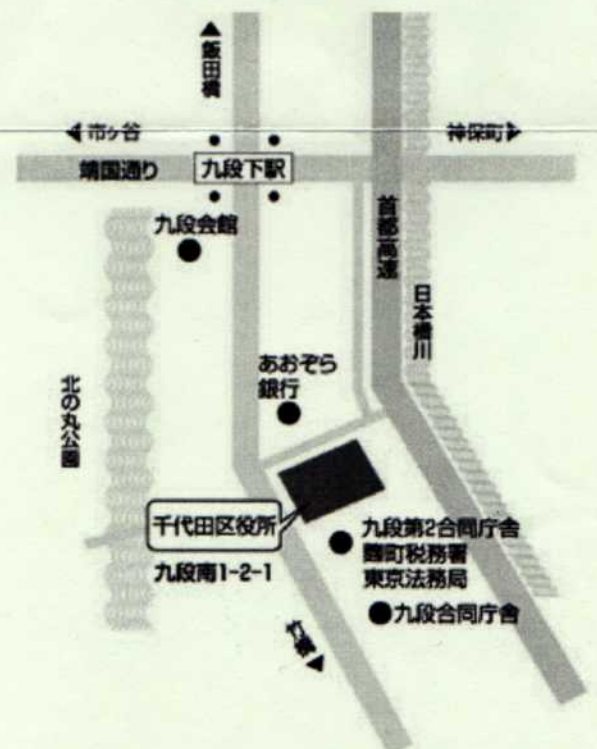 ▲飯田橋
◀市ヶ谷
神保町▶
靖国通り
九段下駅
九段会館
首都高速
日本橋川
あおぞら
銀行
北の丸公園
千代田区役所
九段南1-2-1
九段第2合同庁舎
麹町税務署
東京法務局
九段合同庁舎
竹橋▼